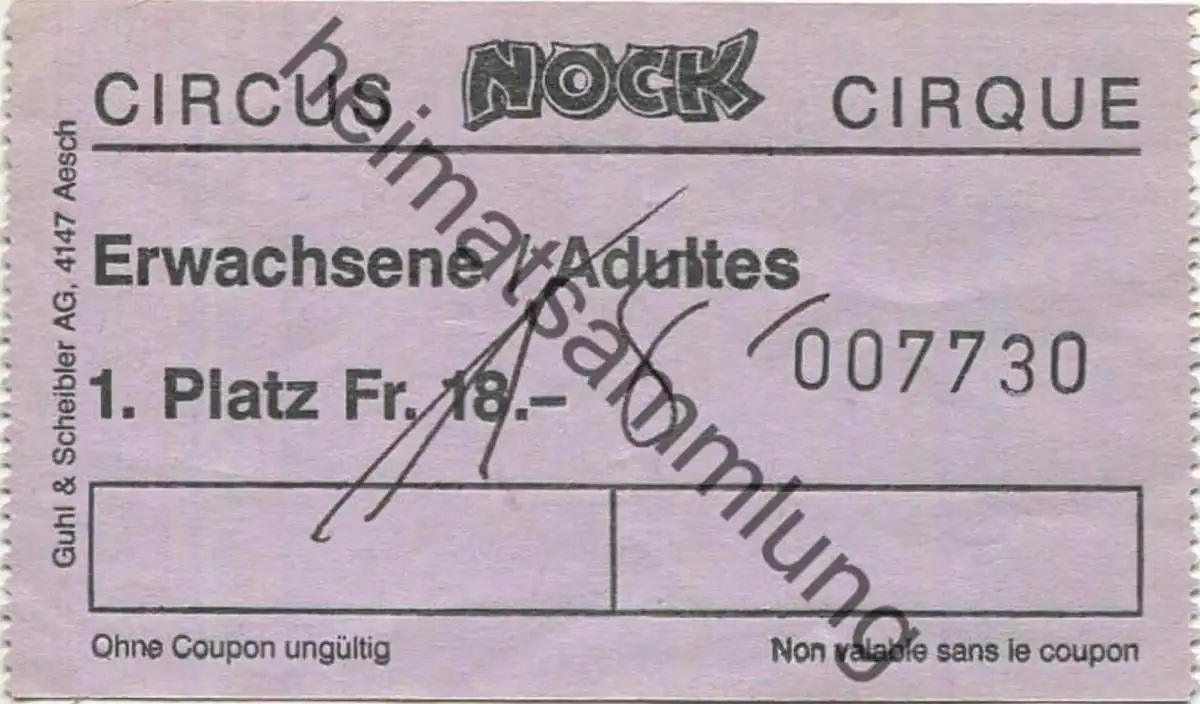 CIRCUS NOCK CIRQUE
Erwachsene / Adultes
007730
1. Platz Fr. 18.–
Ohne Coupon ungültig
Non valable sans le coupon
Guhl & Scheibler AG, 4147 Aesch
heimatsammlung